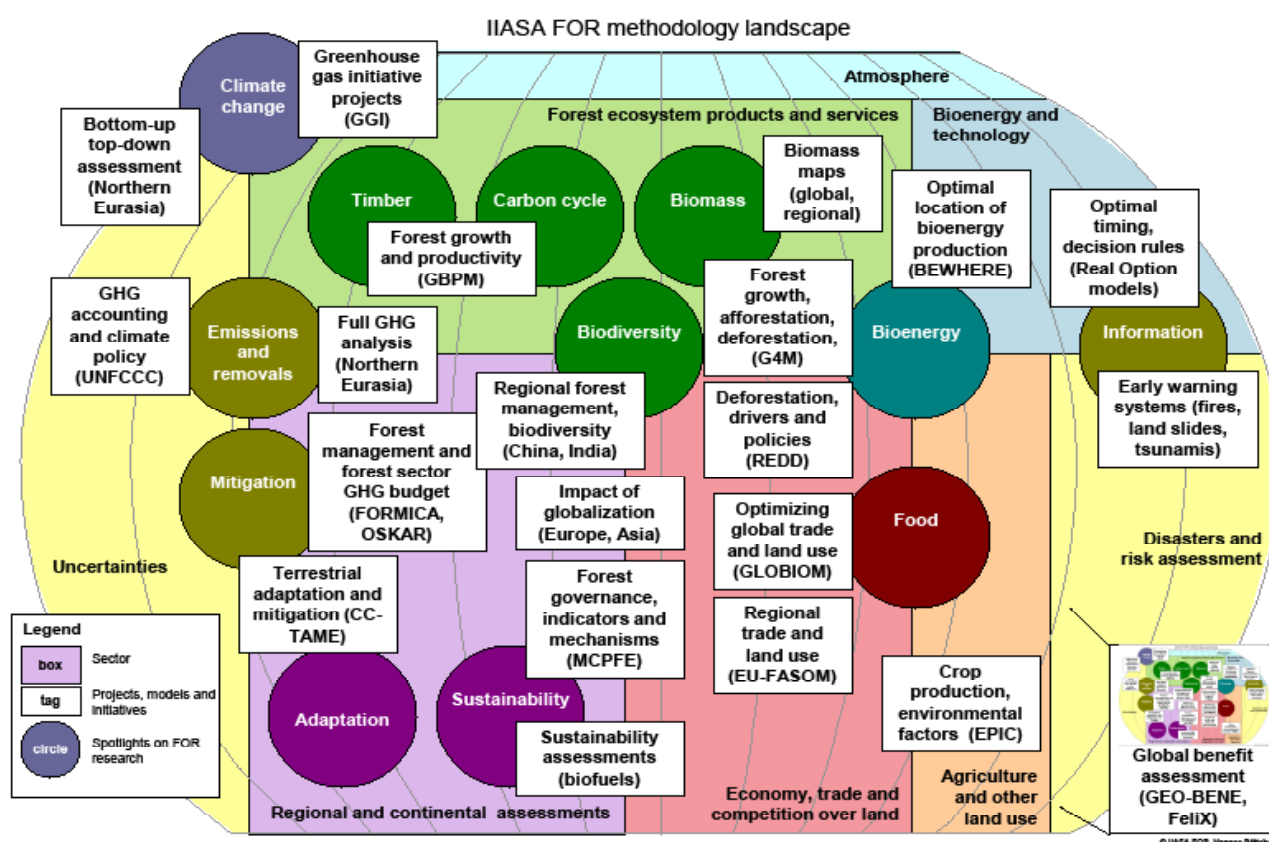 IIASA FOR methodology landscape
Atmosphere
Climate
change
Greenhouse
gas initiative
projects
(GGI)
Bottom-up
top-down
assessment
(Northern
Eurasia)
Forest ecosystem products and services
Bioenergy and
technology
Timber
Carbon cycle
Biomass
Biomass
maps
(global,
regional)
Forest growth
and productivity
(GBPM)
Optimal
location of
bioenergy
production
(BEWHERE)
Optimal
timing,
decision rules
(Real Option
models)
GHG
accounting
and climate
policy
(UNFCCC)
Emissions
and
removals
Full GHG
analysis
(Northern
Eurasia)
Biodiversity
Forest
growth,
afforestation,
deforestation,
(G4M)
Bioenergy
Information
Early warning
systems (fires,
land slides,
tsunamis)
Regional forest
management,
biodiversity
(China, India)
Deforestation,
drivers and
policies
(REDD)
Mitigation
Forest
management and
forest sector
GHG budget
(FORMICA,
OSKAR)
Impact of
globalization
(Europe, Asia)
Optimizing
global trade
and land use
(GLOBIOM)
Food
Disasters and
risk assessment
Uncertainties
Terrestrial
adaptation and
mitigation (CC-
TAME)
Forest
governance,
indicators and
mechanisms
(MCPFE)
Regional
trade and
land use
(EU-FASOM)
Legend
box
Sector
tag
Projects, models and
initiatives
circle
Spotlights on FOR
research
Adaptation
Sustainability
Sustainability
assessments
(biofuels)
Crop
production,
environmental
factors (EPIC)
Regional and continental assessments
Economy, trade and
competition over land
Agriculture
and other
land use
Global benefit
assessment
(GEO-BENE,
FeliX)
© IIASA FOR,